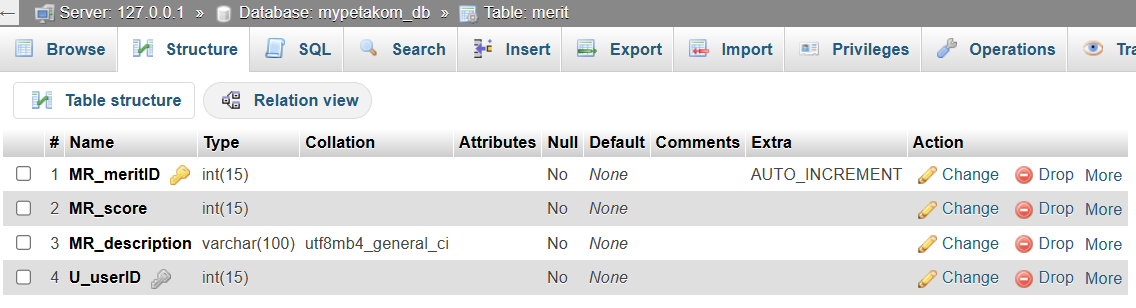 Server: 127.0.0.1 » Database: mypetakom_db » Table: merit
Browse Structure SQL Search Insert Export Import Privileges Operations Tra
Table structure Relation view
# Name Type Collation Attributes Null Default Comments Extra Action
1 MR_meritID int(15) No None AUTO_INCREMENT Change Drop More
2 MR_score int(15) No None Change Drop More
3 MR_description varchar(100) utf8mb4_general_ci No None Change Drop More
4 U_userID int(15) No None Change Drop More